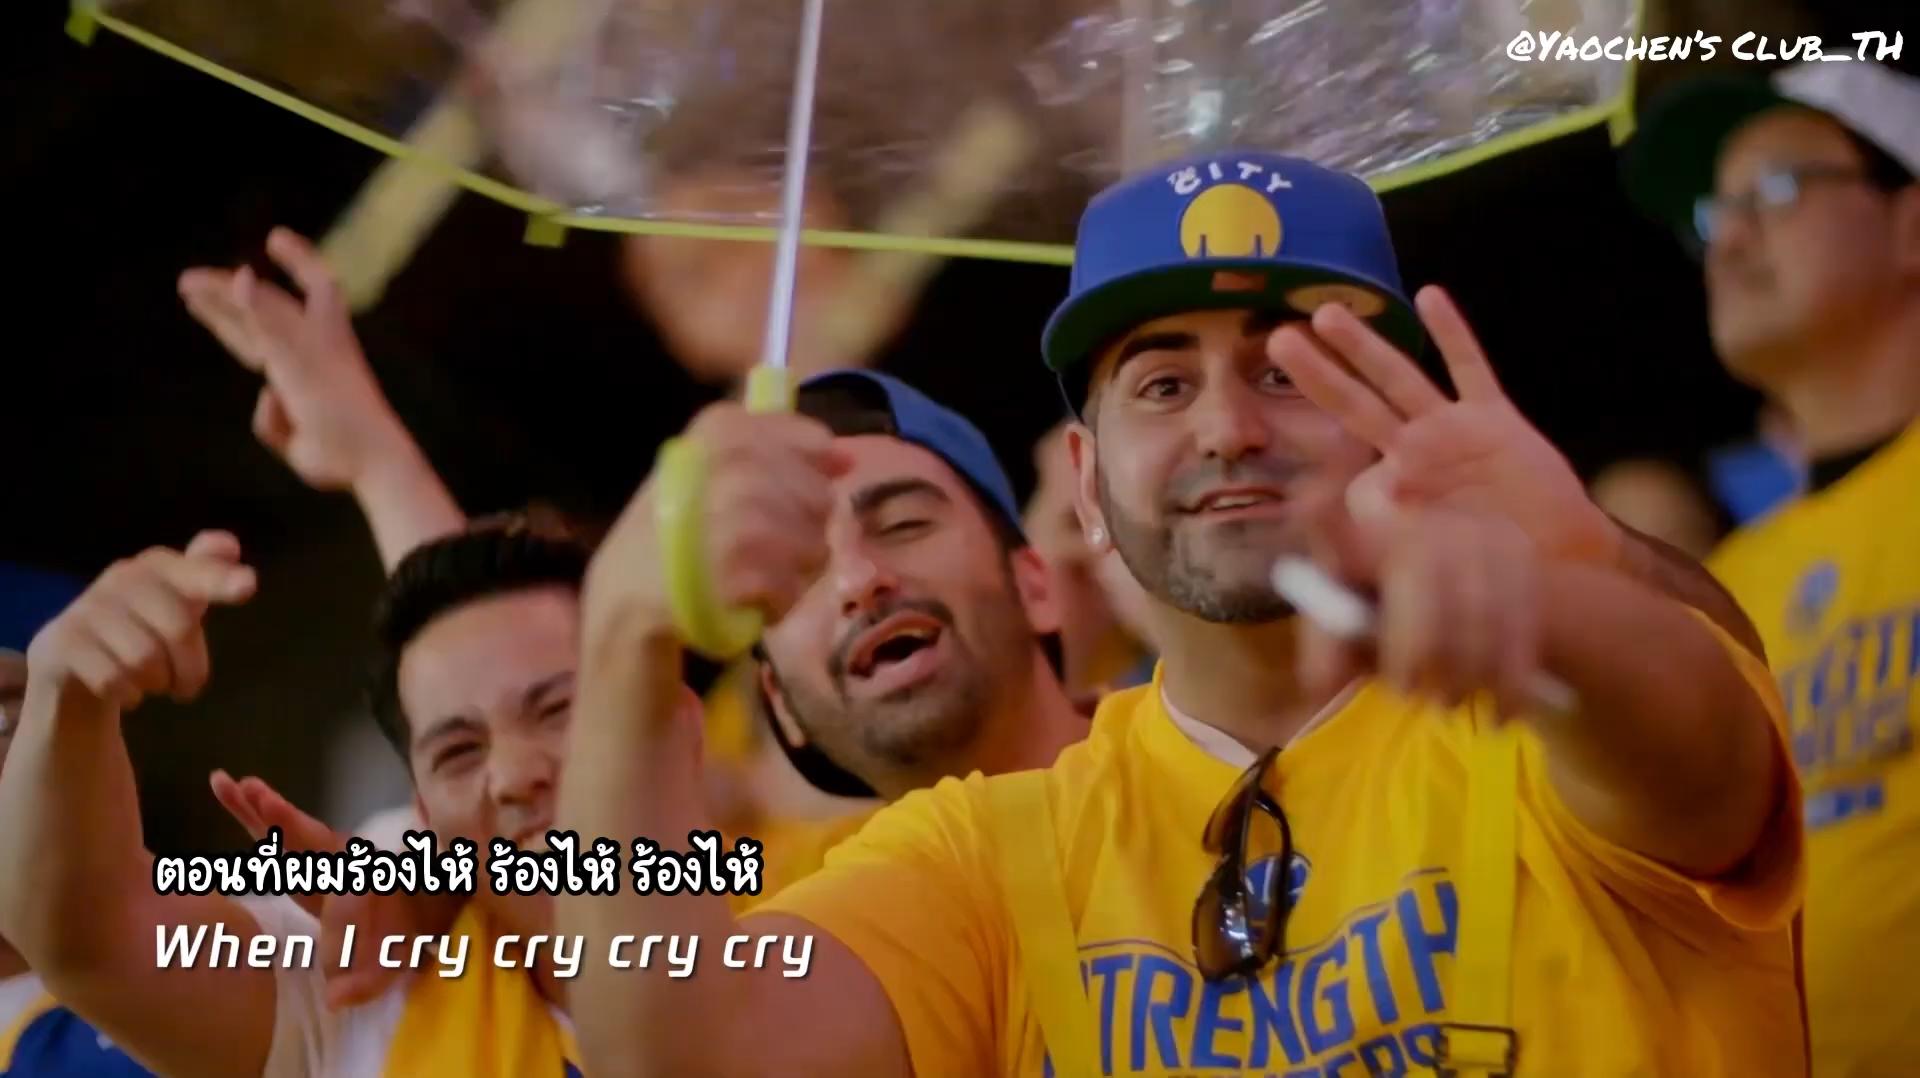 @Yaochen's Club_TH
The CITY
ตอนที่ผมร้องไห้ ร้องไห้ ร้องไห้
When I cry cry cry cry
STRENGTH